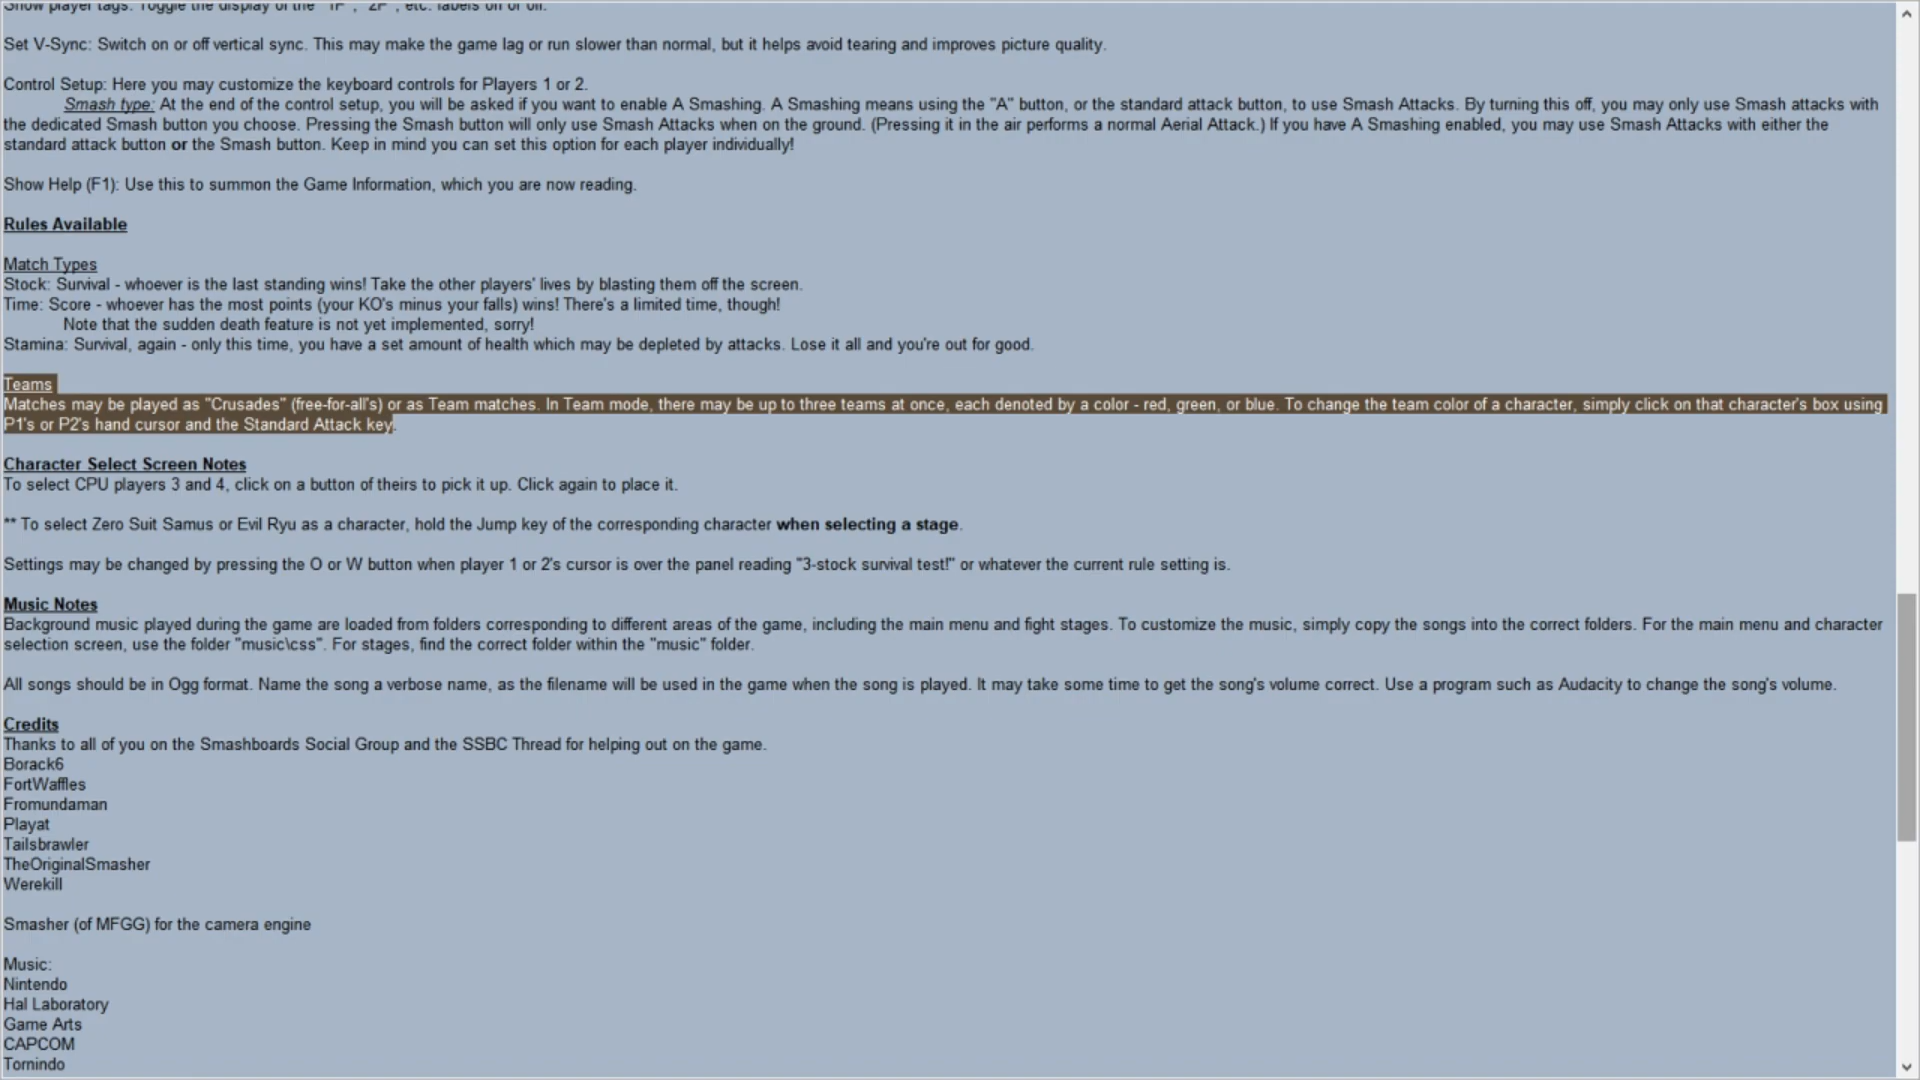 Show player tags: Toggle the display of the "1P", "2P", etc. labels on or off.
Set V-Sync: Switch on or off vertical sync. This may make the game lag or run slower than normal, but it helps avoid tearing and improves picture quality.
Control Setup: Here you may customize the keyboard controls for Players 1 or 2.
Smash type: At the end of the control setup, you will be asked if you want to enable A Smashing. A Smashing means using the "A" button, or the standard attack button, to use Smash Attacks. By turning this off, you may only use Smash attacks with
the dedicated Smash button you choose. Pressing the Smash button will only use Smash Attacks when on the ground. (Pressing it in the air performs a normal Aerial Attack.) If you have A Smashing enabled, you may use Smash Attacks with either the
standard attack button or the Smash button. Keep in mind you can set this option for each player individually!
Show Help (F1): Use this to summon the Game Information, which you are now reading.
Rules Available
Match Types
Stock: Survival - whoever is the last standing wins! Take the other players' lives by blasting them off the screen.
Time: Score - whoever has the most points (your KO's minus your falls) wins! There's a limited time, though!
Note that the sudden death feature is not yet implemented, sorry!
Stamina: Survival, again - only this time, you have a set amount of health which may be depleted by attacks. Lose it all and you're out for good.
Teams
Matches may be played as "Crusades" (free-for-all's) or as Team matches. In Team mode, there may be up to three teams at once, each denoted by a color - red, green, or blue. To change the team color of a character, simply click on that character's box using
P1's or P2's hand cursor and the Standard Attack key.
Character Select Screen Notes
To select CPU players 3 and 4, click on a button of theirs to pick it up. Click again to place it.
** To select Zero Suit Samus or Evil Ryu as a character, hold the Jump key of the corresponding character when selecting a stage.
Settings may be changed by pressing the O or W button when player 1 or 2's cursor is over the panel reading "3-stock survival test!" or whatever the current rule setting is.
Music Notes
Background music played during the game are loaded from folders corresponding to different areas of the game, including the main menu and fight stages. To customize the music, simply copy the songs into the correct folders. For the main menu and character
selection screen, use the folder "music\css". For stages, find the correct folder within the "music" folder.
All songs should be in Ogg format. Name the song a verbose name, as the filename will be used in the game when the song is played. It may take some time to get the song's volume correct. Use a program such as Audacity to change the song's volume.
Credits
Thanks to all of you on the Smashboards Social Group and the SSBC Thread for helping out on the game.
Borack6
FortWaffles
Fromundaman
Playat
Tailsbrawler
TheOriginalSmasher
Werekill
Smasher (of MFGG) for the camera engine
Music:
Nintendo
Hal Laboratory
Game Arts
CAPCOM
Tornindo